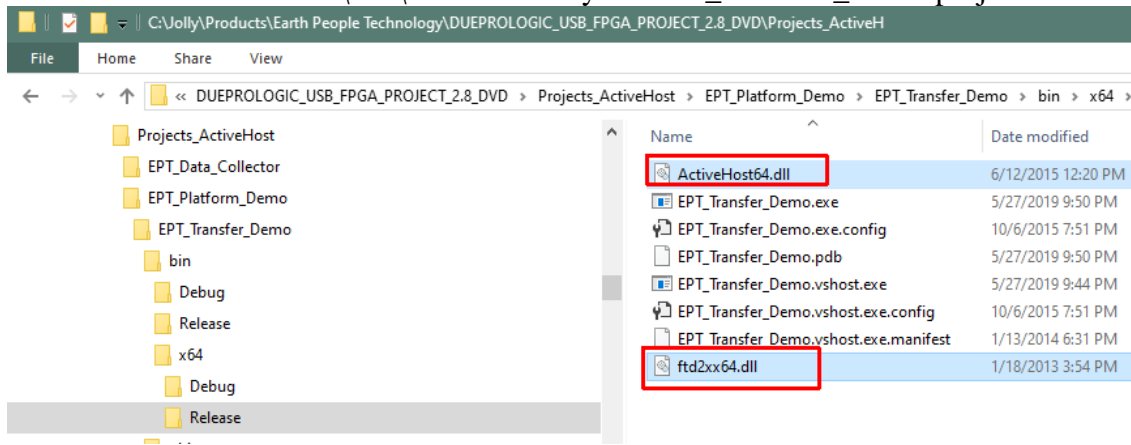 C:\Jolly\Products\Earth People Technology\DUEPROLOGIC_USB_FPGA_PROJECT_2.8_DVD\Projects_ActiveH
File Home Share View
« DUEPROLOGIC_USB_FPGA_PROJECT_2.8_DVD > Projects_ActiveHost > EPT_Platform_Demo > EPT_Transfer_Demo > bin > x64 >
Projects_ActiveHost
EPT_Data_Collector
EPT_Platform_Demo
EPT_Transfer_Demo
bin
Debug
Release
x64
Debug
Release
Name Date modified
ActiveHost64.dll 6/12/2015 12:20 PM
EPT_Transfer_Demo.exe 5/27/2019 9:50 PM
EPT_Transfer_Demo.exe.config 10/6/2015 7:51 PM
EPT_Transfer_Demo.pdb 5/27/2019 9:50 PM
EPT_Transfer_Demo.vshost.exe 5/27/2019 9:44 PM
EPT_Transfer_Demo.vshost.exe.config 10/6/2015 7:51 PM
EPT_Transfer_Demo.vshost.exe.manifest 1/13/2014 6:31 PM
ftd2xx64.dll 1/18/2013 3:54 PM